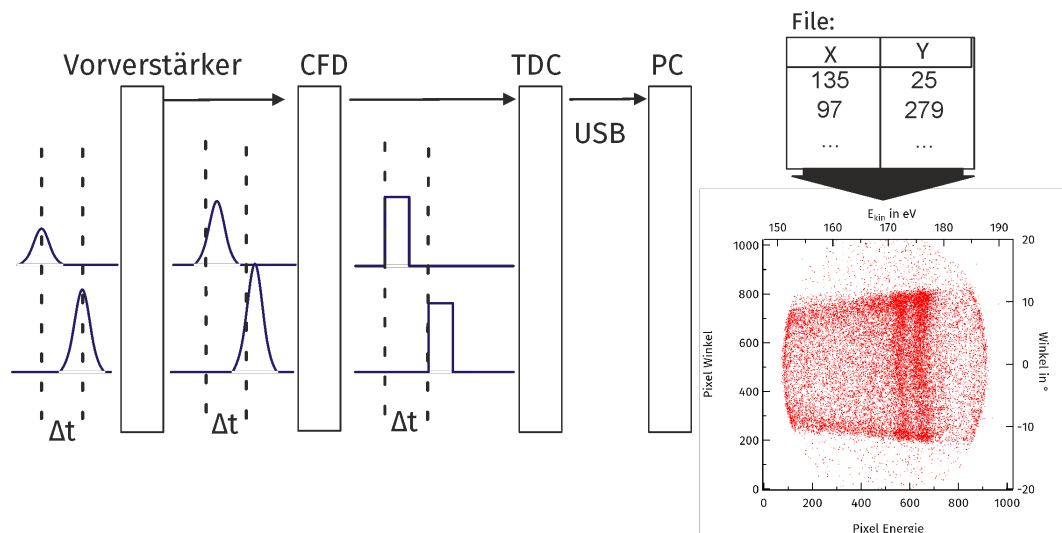 File:
Vorverstärker CFD TDC PC
USB
X Y
135 25
97 279
... ...
Δt Δt Δt
E_kin in eV
150 160 170 180 190
1000
800
600
400
200
0
Pixel Winkel
20
10
0
-10
-20
Winkel in °
0 200 400 600 800 1000
Pixel Energie